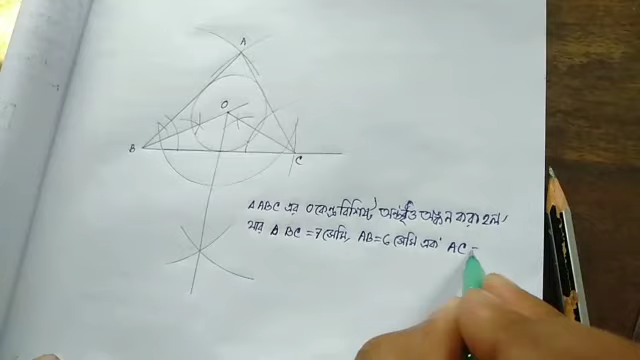 A
O
B
C
Δ ABC এর O কেন্দ্রবিশিষ্ট অন্তর্বৃত্ত অঙ্কন করা হল।
যার Δ BC = 7 সেমি, AB = 6 সেমি এবং AC =